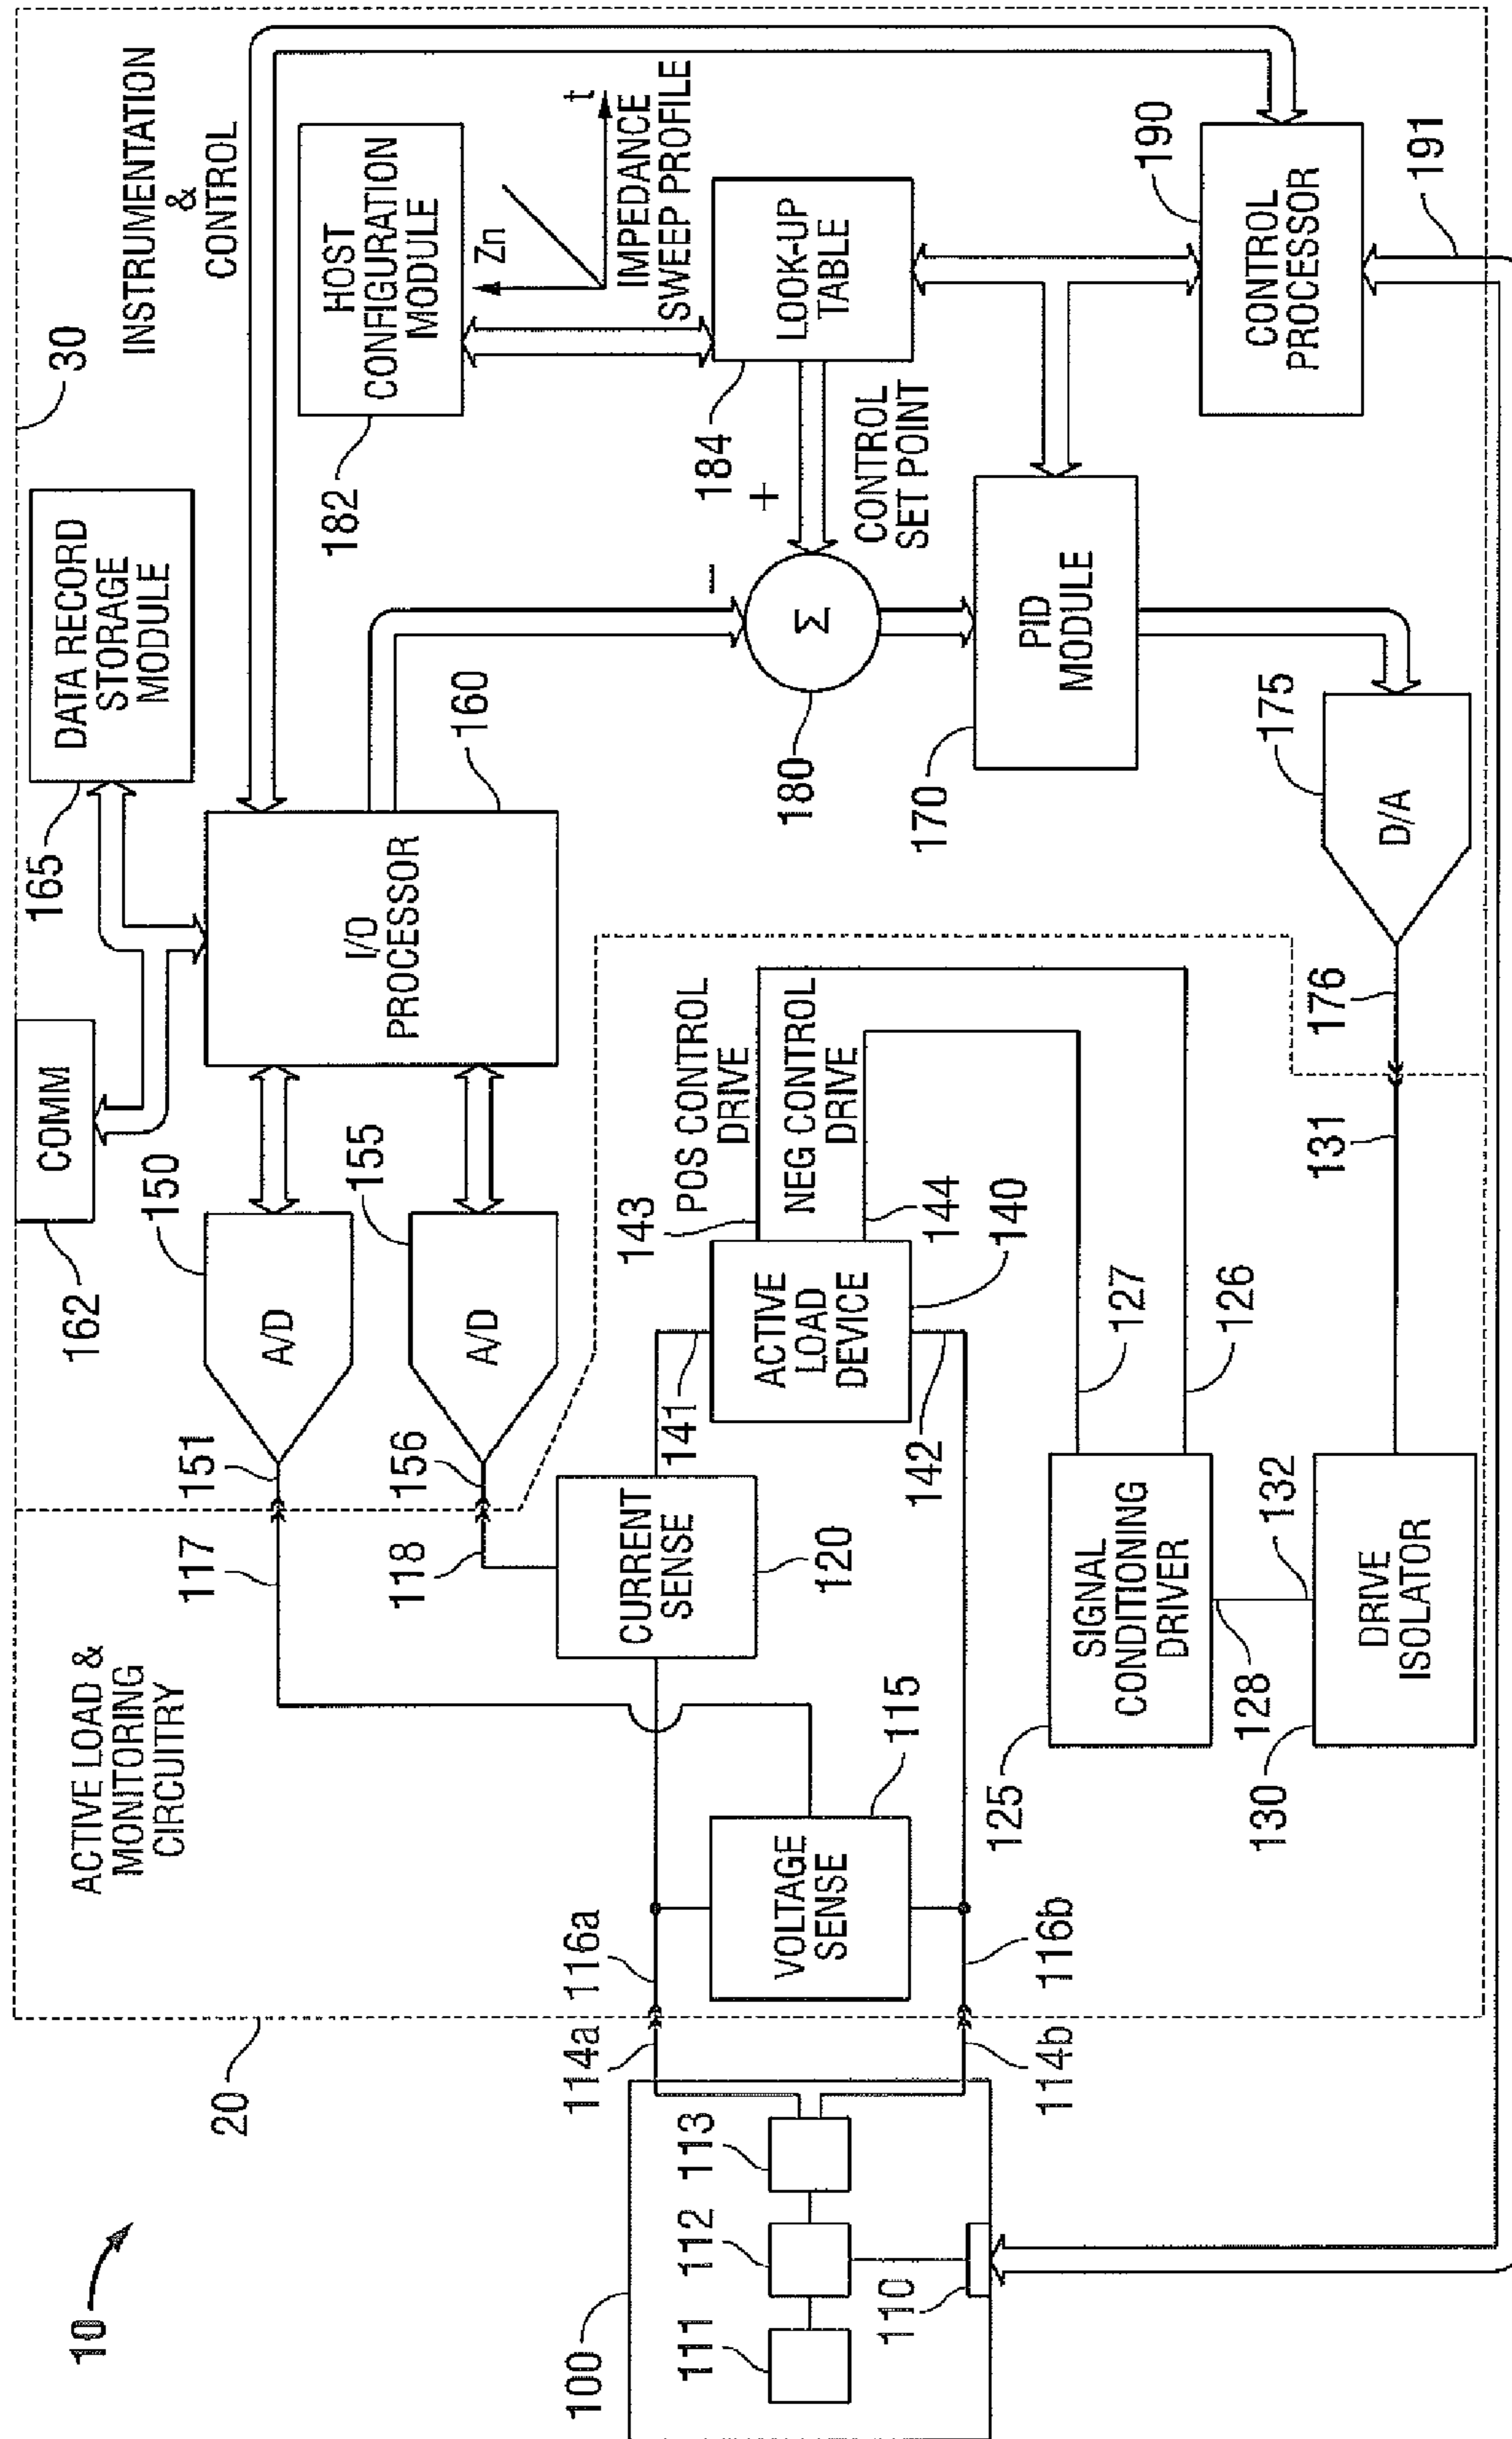 10
20
30
ACTIVE LOAD &
MONITORING
CIRCUITRY
INSTRUMENTATION
&
CONTROL
COMM
162
DATA RECORD
STORAGE
MODULE
165
117
151
A/D
150
118
156
A/D
155
I/O
PROCESSOR
160
HOST
CONFIGURATION
MODULE
182
Zn
t
IMPEDANCE
SWEEP PROFILE
100
111
112
113
110
114a
114b
116a
116b
VOLTAGE
SENSE
115
CURRENT
SENSE
120
141
142
ACTIVE
LOAD
DEVICE
140
143
144
POS CONTROL
DRIVE
NEG CONTROL
DRIVE
−
+
Σ
180
184
LOOK-UP
TABLE
CONTROL
SET POINT
170
PID
MODULE
190
CONTROL
PROCESSOR
191
125
SIGNAL
CONDITIONING
DRIVER
127
126
128
132
130
DRIVE
ISOLATOR
131
176
D/A
175